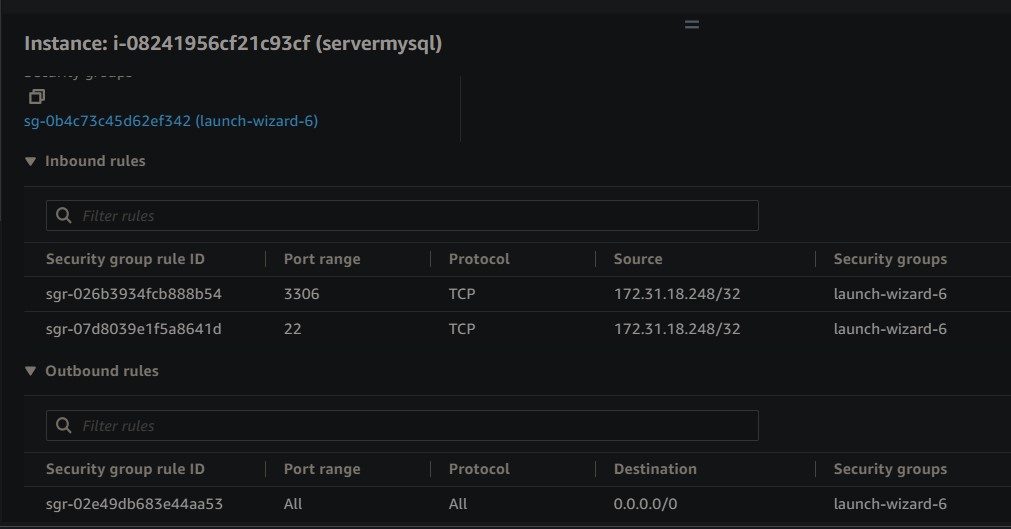 Instance: i-08241956cf21c93cf (servermysql)
Security groups
sg-0b4c73c45d62ef342 (launch-wizard-6)
Inbound rules
Filter rules
Security group rule ID Port range Protocol Source Security groups
sgr-026b3934fcb888b54 3306 TCP 172.31.18.248/32 launch-wizard-6
sgr-07d8039e1f5a8641d 22 TCP 172.31.18.248/32 launch-wizard-6
Outbound rules
Filter rules
Security group rule ID Port range Protocol Destination Security groups
sgr-02e49db683e44aa53 All All 0.0.0.0/0 launch-wizard-6